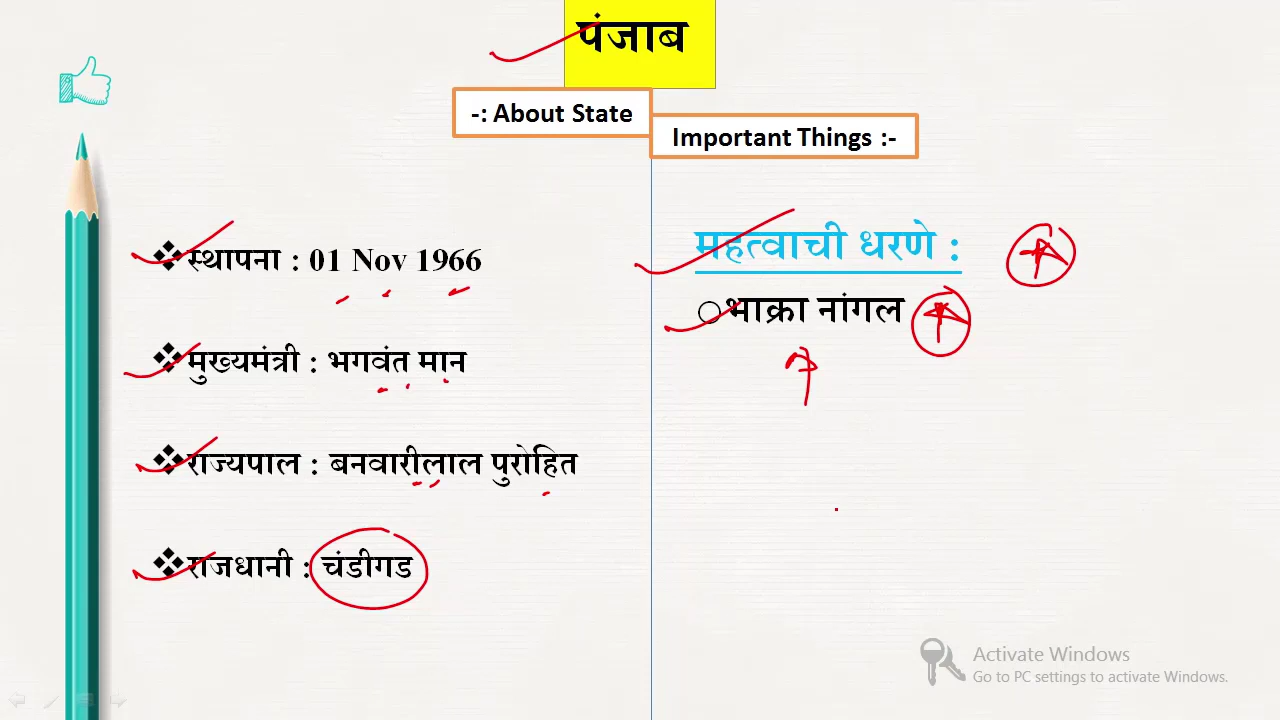 पंजाब
-: About State
Important Things :-
❖स्थापना : 01 Nov 1966
❖मुख्यमंत्री : भगवंत मान
❖राज्यपाल : बनवारीलाल पुरोहित
❖राजधानी : चंडीगड
महत्वाची धरणे :
○भाक्रा नांगल
Activate Windows
Go to PC settings to activate Windows.